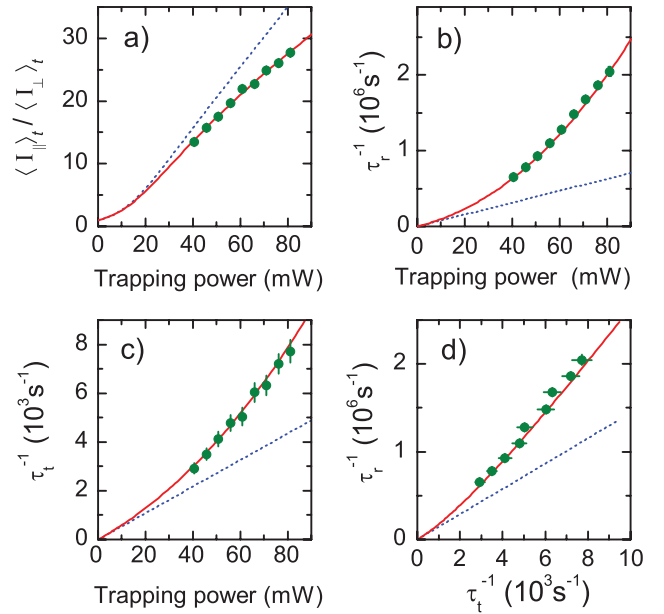 a)
⟨I∥⟩t / ⟨I⊥⟩t
30
20
10
0
0 20 40 60 80
Trapping power (mW)
b)
τr⁻¹ (10⁶s⁻¹)
2
1
0
0 20 40 60 80
Trapping power (mW)
c)
τt⁻¹ (10³s⁻¹)
8
6
4
2
0
0 20 40 60 80
Trapping power (mW)
d)
τr⁻¹ (10⁶s⁻¹)
2
1
0
0 2 4 6 8 10
τt⁻¹ (10³s⁻¹)